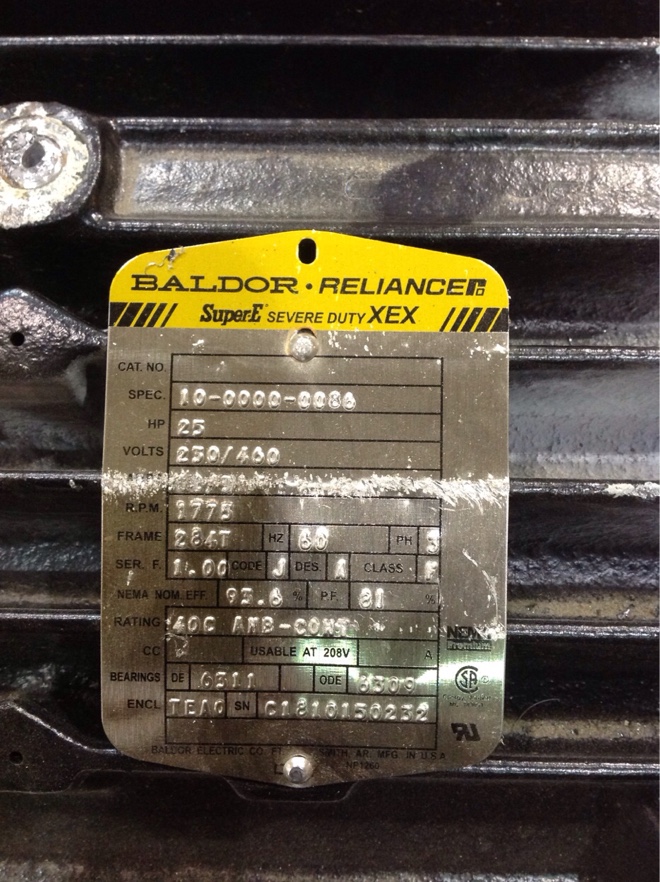 BALDOR • RELIANCE
Super-E SEVERE DUTY XEX
CAT. NO.
SPEC. 10-0000-0086
HP 25
VOLTS 230/460
R.P.M. 1775
FRAME 284T HZ 60 PH 3
SER. F. 1.00 CODE J DES. A CLASS F
NEMA NOM. EFF. 93.6 % P.F. 81 %
RATING 40C AMB-CONT
CC USABLE AT 208V A
BEARINGS DE 6311 ODE 6309
ENCL TEAO SN C1810150232
BALDOR ELECTRIC CO. FT. SMITH, AR. MFG. IN U.S.A.
NP1260